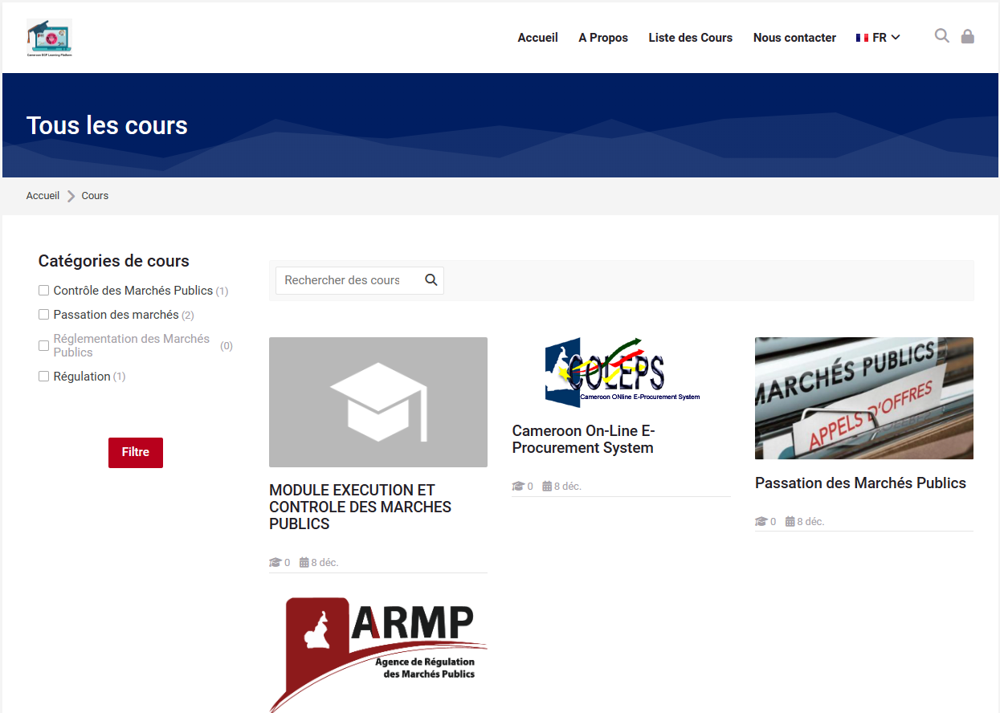 Cameroon EGP Learning Platform
Accueil
A Propos
Liste des Cours
Nous contacter
FR
Tous les cours
Accueil
Cours
Catégories de cours
Contrôle des Marchés Publics (1)
Passation des marchés (2)
Réglementation des Marchés
Publics
(0)
Régulation (1)
Filtre
Rechercher des cours
MODULE EXECUTION ET
CONTROLE DES MARCHES
PUBLICS
0
8 déc.
COLEPS
Cameroon ONline E-Procurement System
Cameroon On-Line E-
Procurement System
0
8 déc.
MARCHÉS PUBLICS
APPELS D'OFFRES
Passation des Marchés Publics
0
8 déc.
ARMP
Agence de Régulation
des Marchés Publics